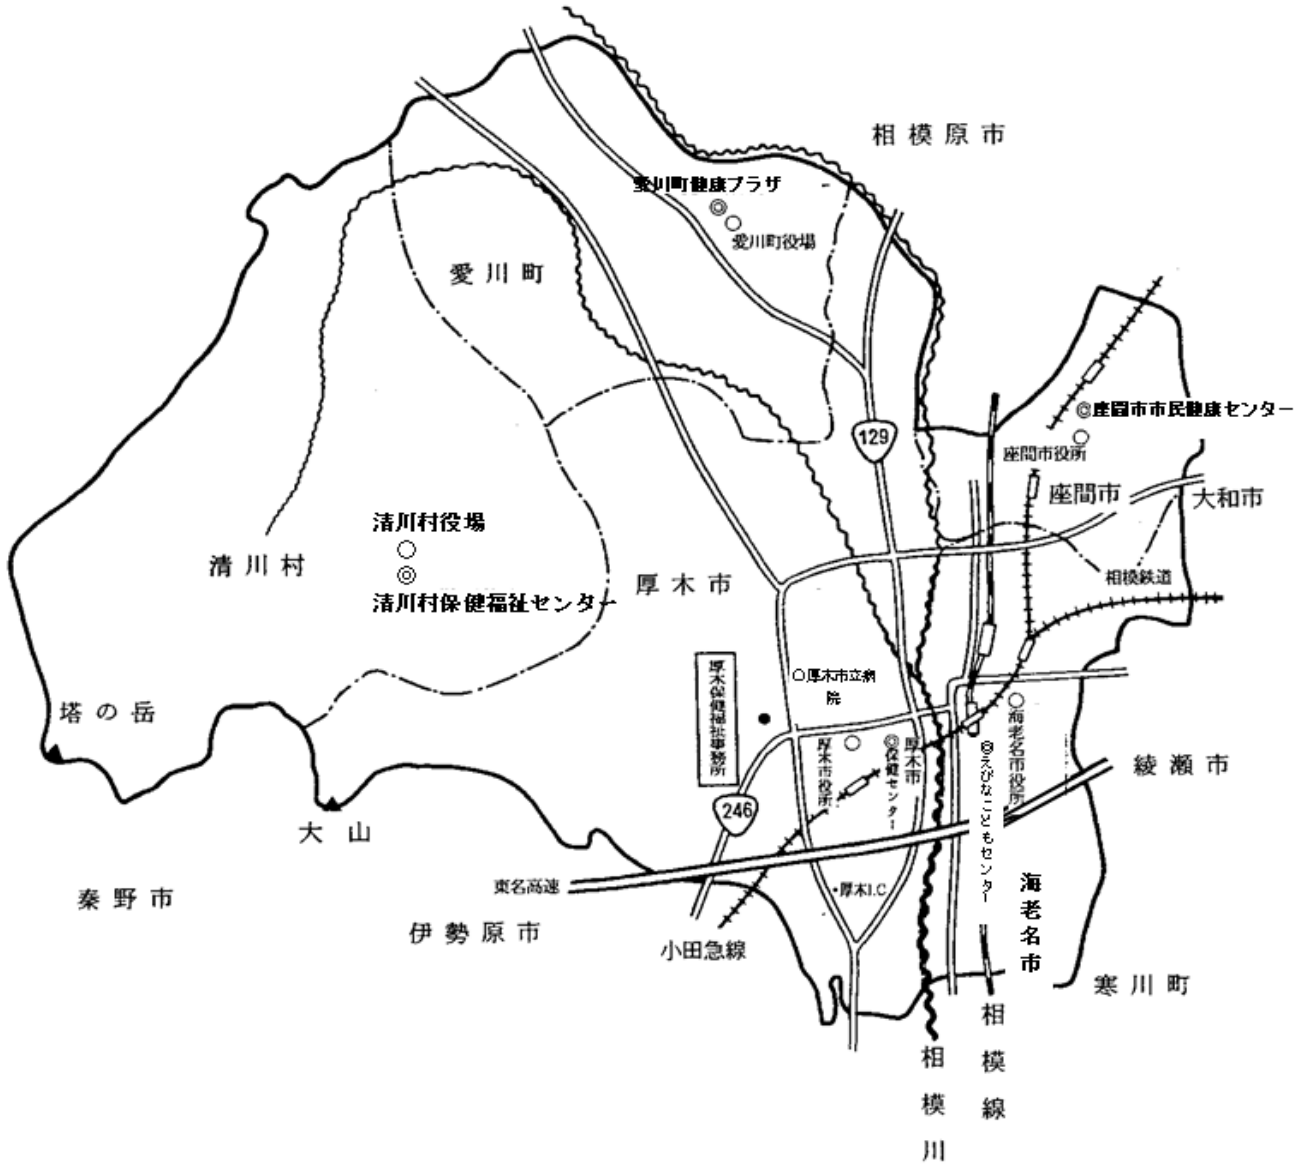 相模原市
愛川町健康プラザ
愛川町役場
愛川町
座間市市民健康センター
129
座間市役所
座間市
大和市
清川村役場
清川村
清川村保健福祉センター
厚木市
相模鉄道
厚木保健福祉事務所
厚木市立病
院
塔の岳
海老名市役所
厚木市役所
厚木市
保健センター
えびなこどもセンター
綾瀬市
246
大山
東名高速
厚木I.C
秦野市
伊勢原市
小田急線
海老名市
寒川町
相模線
相模川